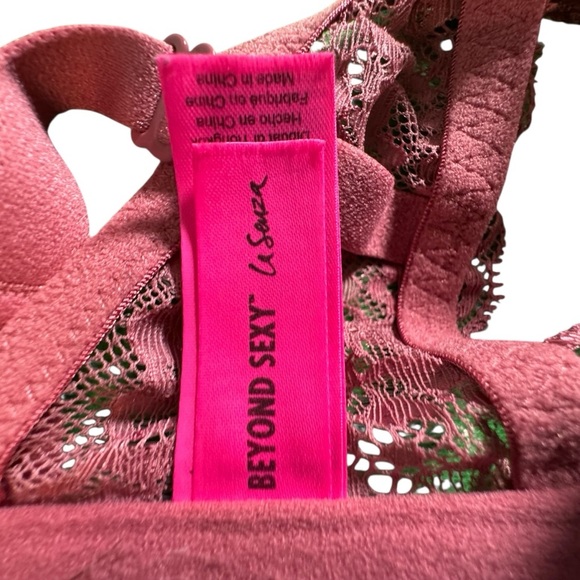 Made in China
Fabriqué en Chine
Hecho en China
BEYOND SEXY™ La Senza